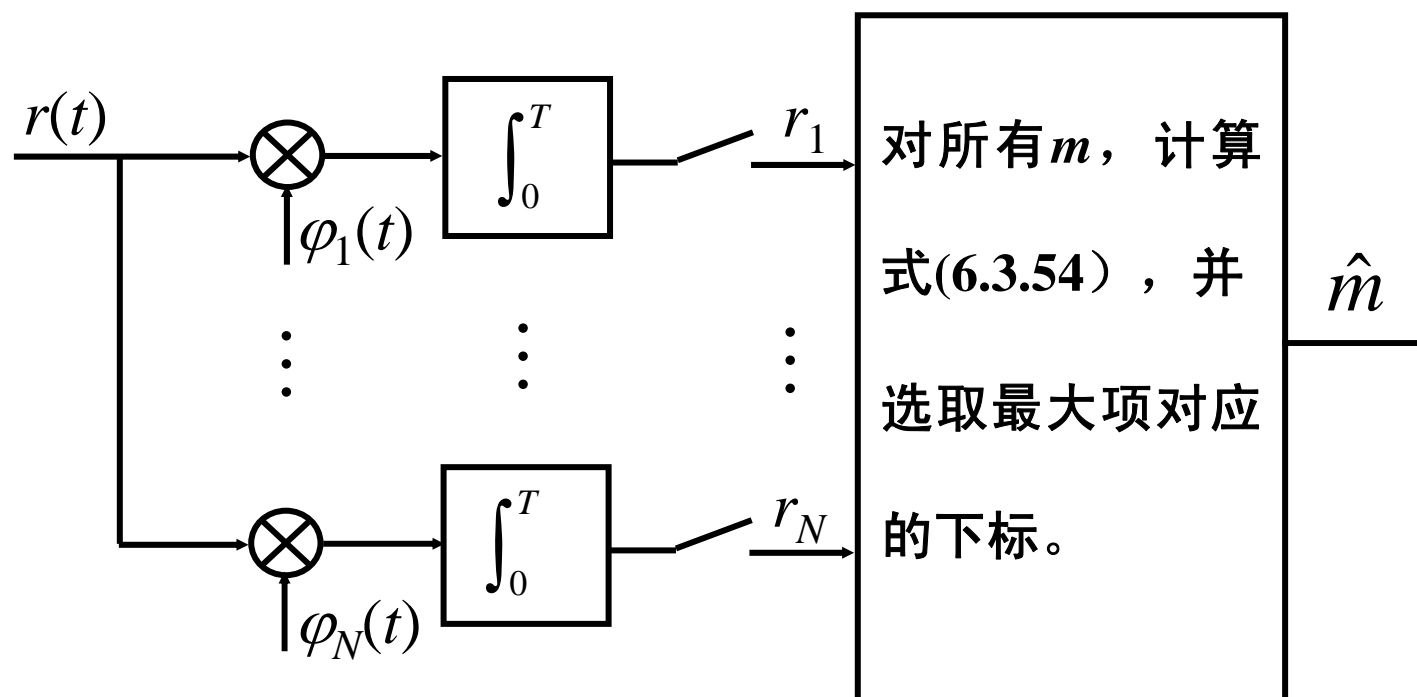 r(t)
φ₁(t)
∫₀ᵀ
r₁
φ_N(t)
∫₀ᵀ
r_N
对所有m，计算
式(6.3.54），并
选取最大项对应
的下标。
m̂